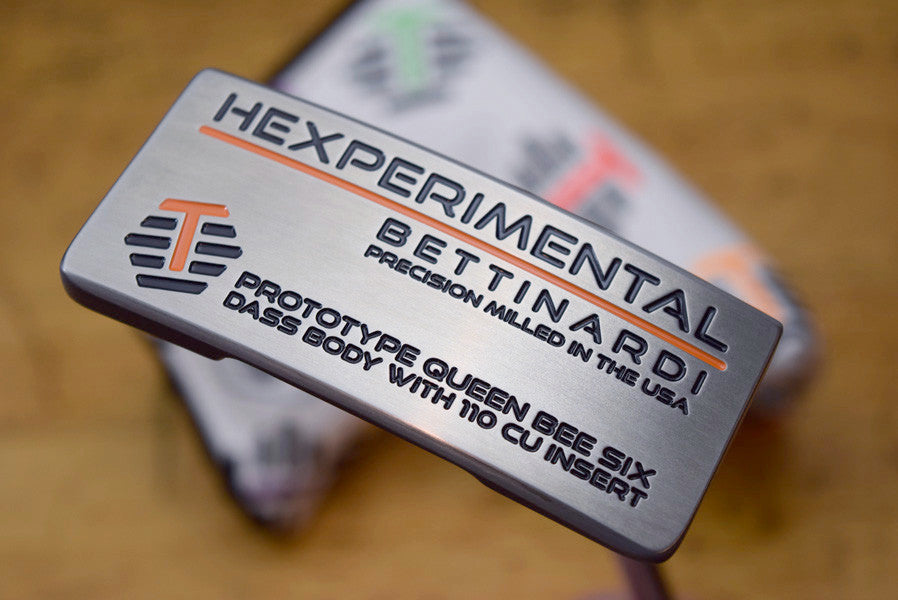 HEXPERIMENTAL
BETTINARDI
PRECISION MILLED IN THE USA
T
PROTOTYPE QUEEN BEE SIX
DASS BODY WITH 110 CU INSERT